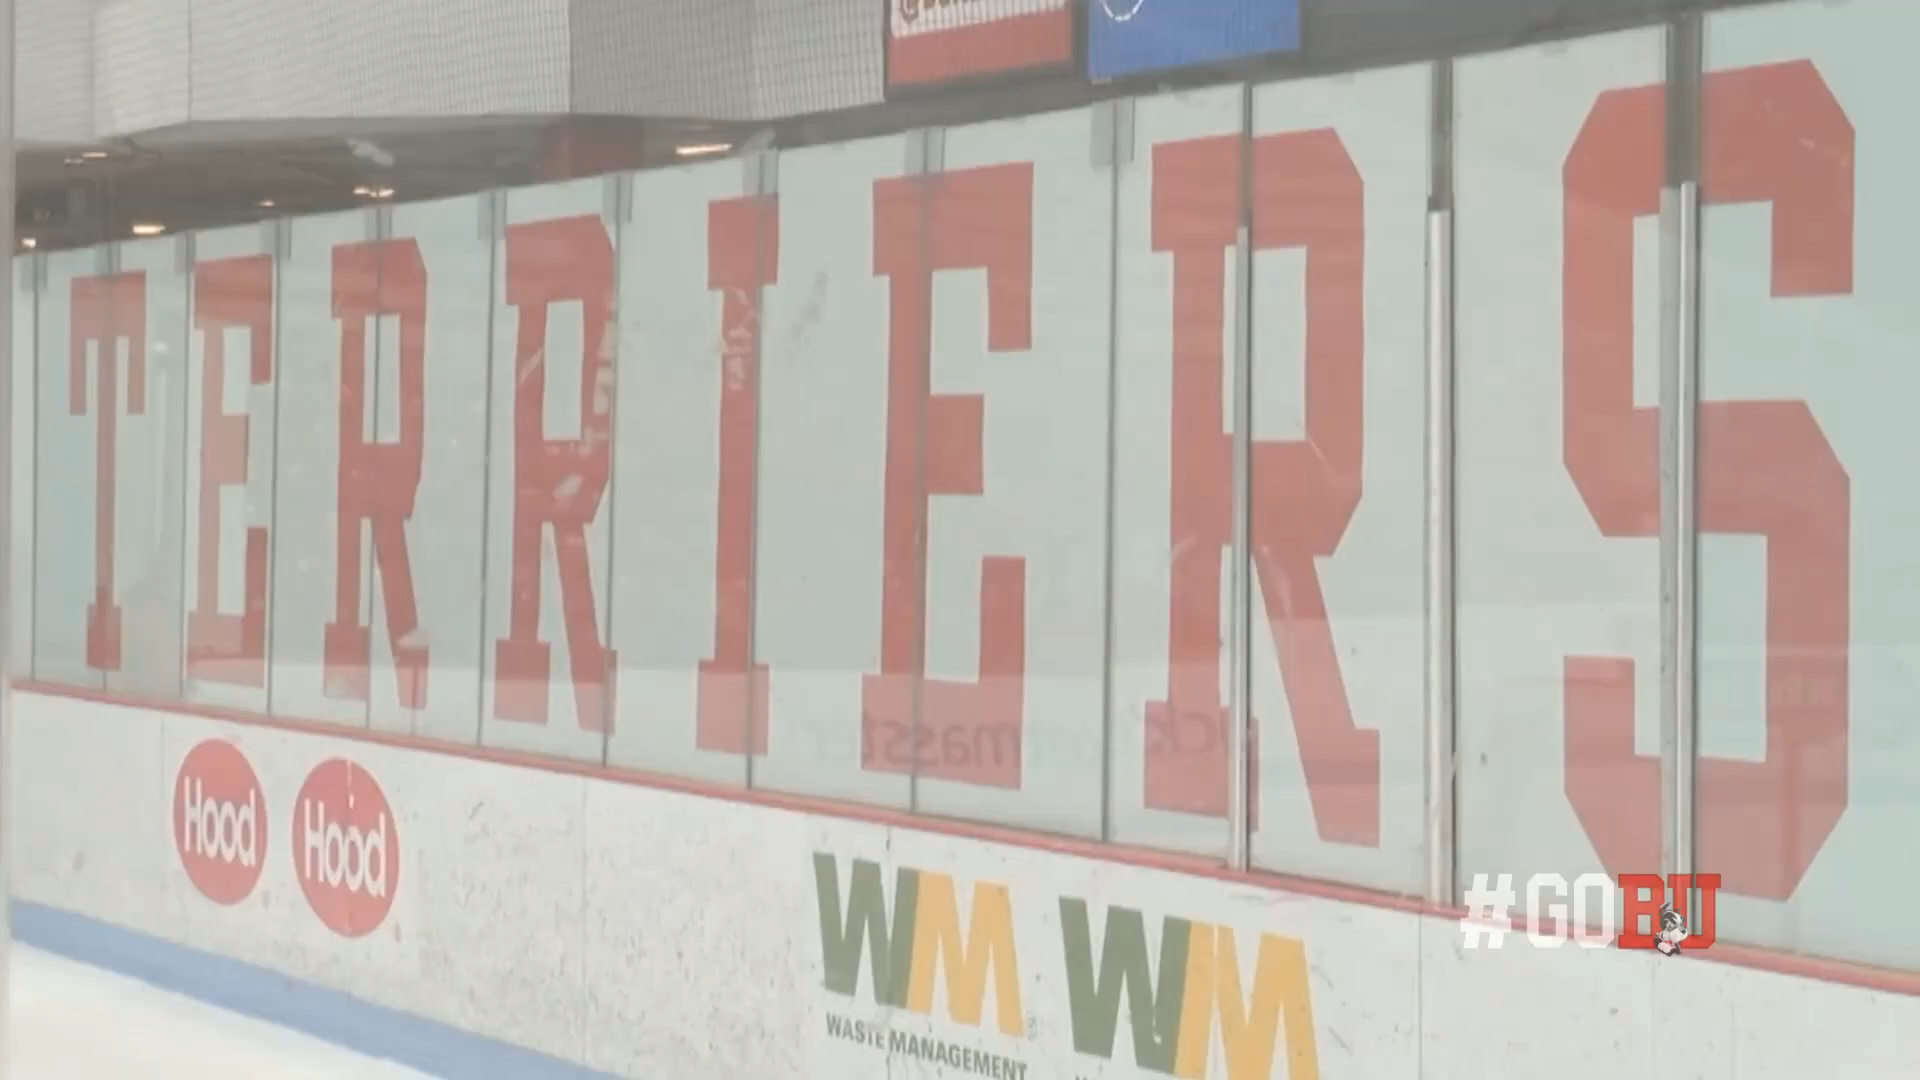 TERRIERS
Hood Hood
WM WM
WASTE MANAGEMENT
#GOBU